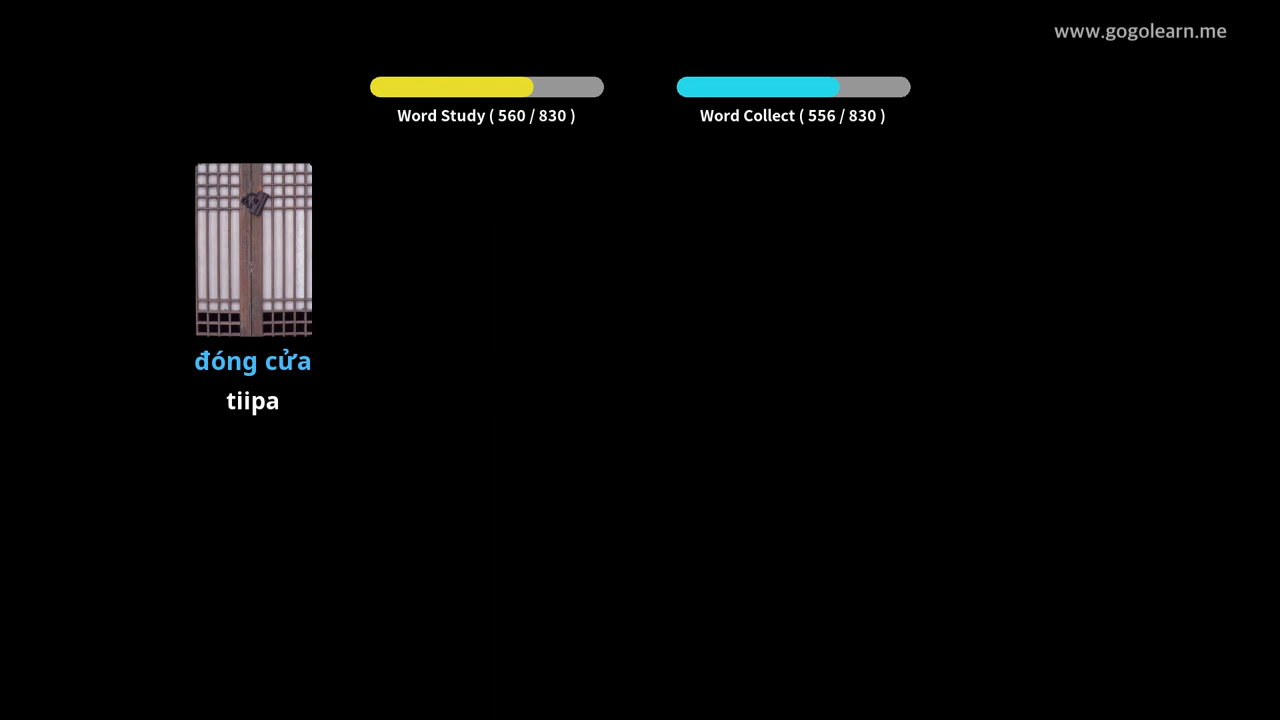 www.gogolearn.me
Word Study ( 560 / 830 )
Word Collect ( 556 / 830 )
đóng cửa
tiipa